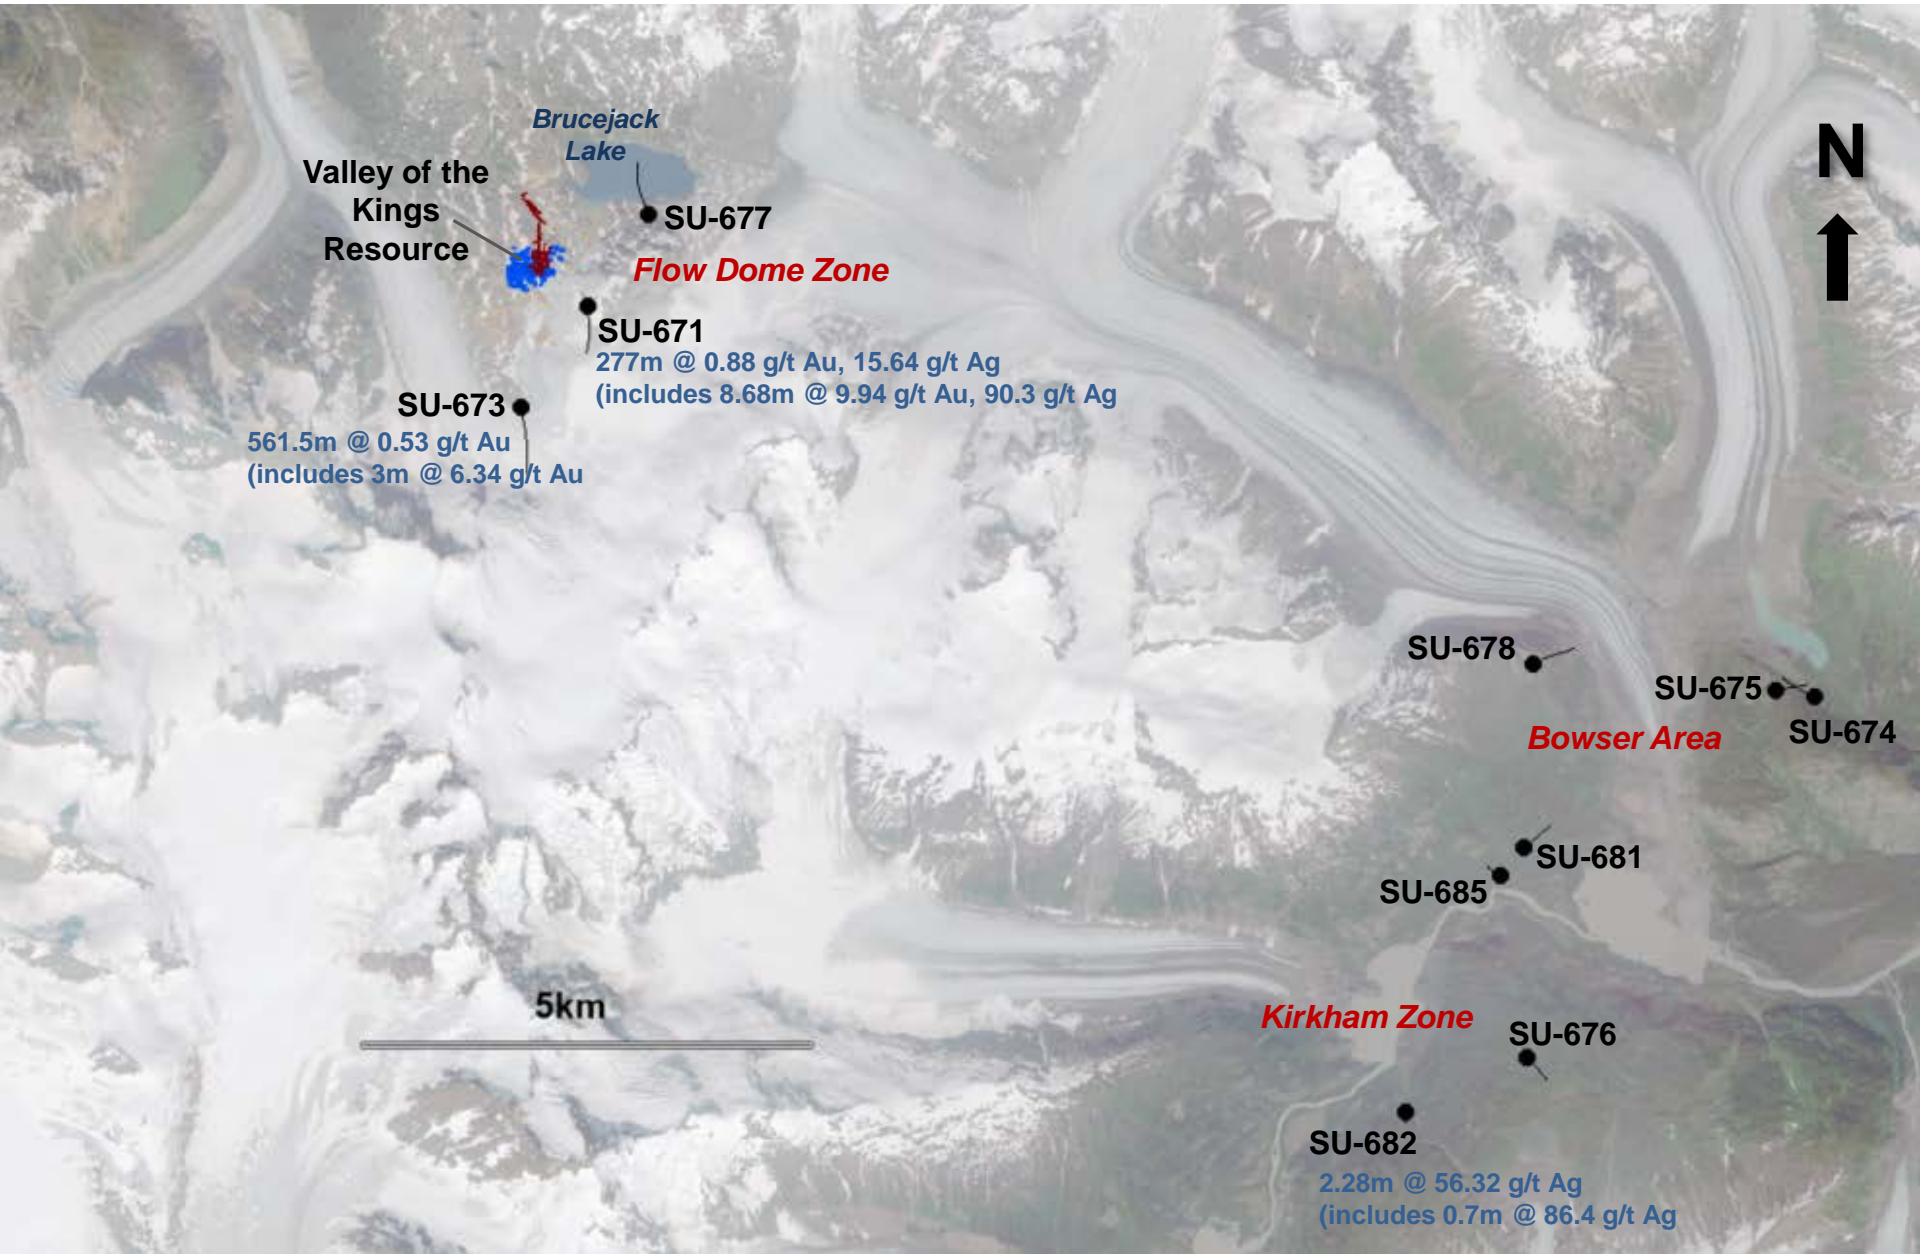 Brucejack
Lake
N
Valley of the
Kings
Resource
SU-677
Flow Dome Zone
SU-671
277m @ 0.88 g/t Au, 15.64 g/t Ag
(includes 8.68m @ 9.94 g/t Au, 90.3 g/t Ag
SU-673
561.5m @ 0.53 g/t Au
(includes 3m @ 6.34 g/t Au
SU-678
SU-675
SU-674
Bowser Area
SU-681
SU-685
5km
Kirkham Zone
SU-676
SU-682
2.28m @ 56.32 g/t Ag
(includes 0.7m @ 86.4 g/t Ag